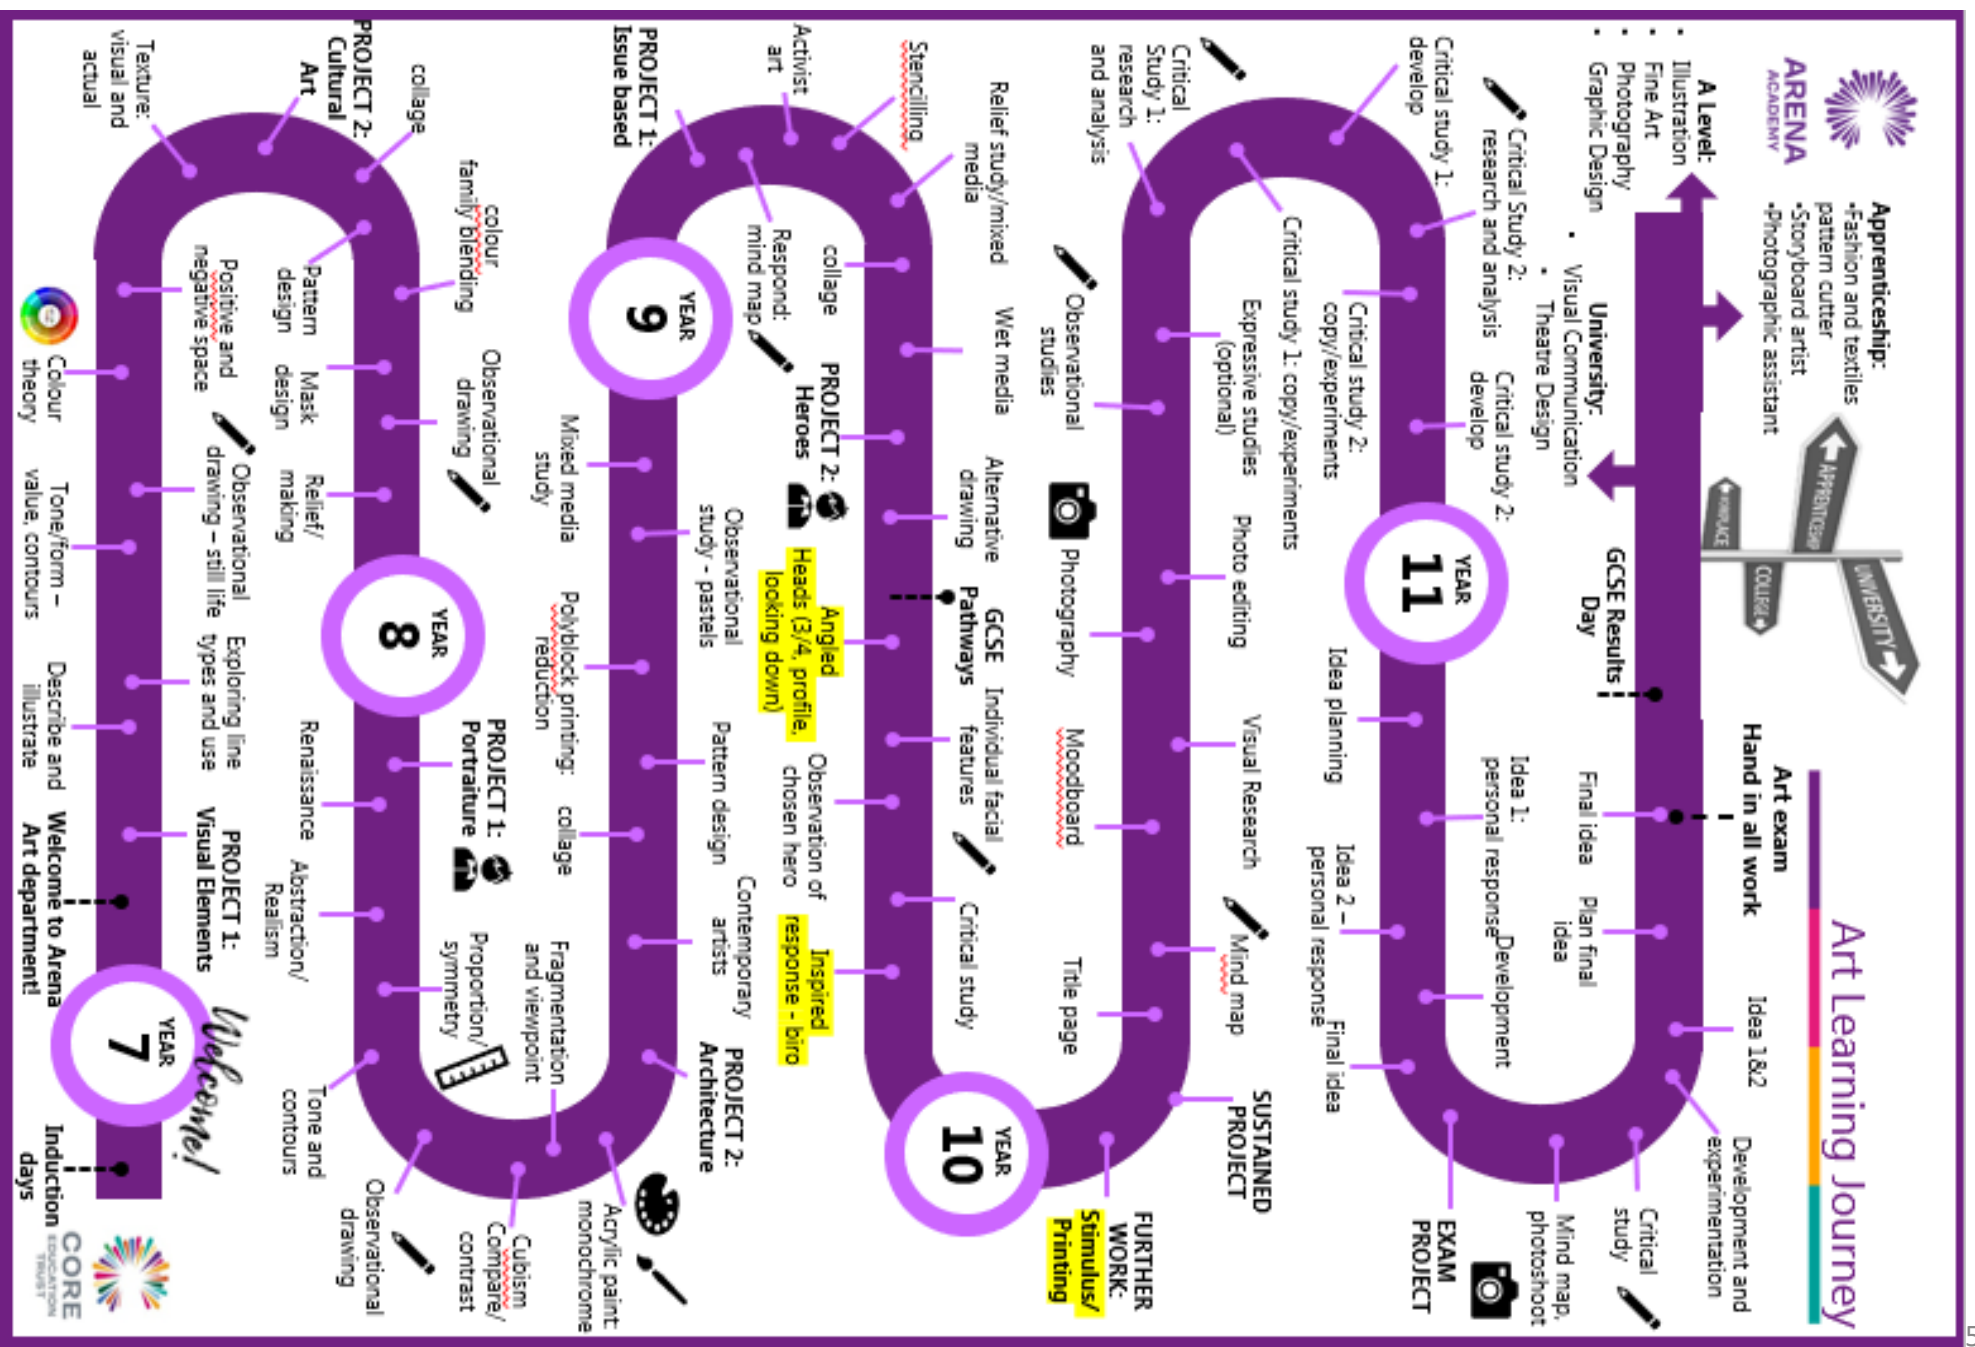 Art Learning Journey
ARENA
ACADEMY
A Level:
• Illustration
• Fine Art
• Photography
• Graphic Design
Apprenticeship:
•Fashion and textiles
pattern cutter
•Storyboard artist
•Photographic assistant
University:
• Visual Communication
• Theatre Design
APPRENTICESHIP
WORKPLACE
COLLEGE
UNIVERSITY
GCSE Results
Day
Art exam
Hand in all work
Final idea
Plan final
idea
Idea 1&2
Development and
experimentation
Critical
study
Mind map,
photoshoot
EXAM
PROJECT
Critical study 1:
develop
Critical Study 2:
research and analysis
Critical study 2:
develop
Critical study 2:
copy/experiments
YEAR
11
Idea planning
Idea 1:
personal response
Idea 2 –
personal response
Development
Final idea
Critical
Study 1:
research
and analysis
Critical study 1: copy/experiments
Expressive studies
(optional)
Observational
studies
Photo editing
Photography
Visual Research
Moodboard
Mind map
Title page
SUSTAINED
PROJECT
FURTHER
WORK:
Stimulus/
Printing
YEAR
10
Stencilling
Relief study/mixed
media
collage
Wet media
PROJECT 2:
Heroes
Alternative
drawing
GCSE
Pathways
Angled
Heads (3/4, profile,
looking down)
Individual facial
features
Observation of
chosen hero
Critical study
Inspired
response - biro
PROJECT 1:
Issue based
Activist
art
Respond:
mind map
YEAR
9
Mixed media
study
Observational
study - pastels
Polyblock printing:
reduction
Pattern design
collage
Contemporary
artists
PROJECT 2:
Architecture
Fragmentation
and viewpoint
Acrylic paint:
monochrome
Cubism
Compare/
contrast
Observational
drawing
PROJECT 2:
Cultural
Art
collage
colour
family blending
Pattern
design
Mask
design
Observational
drawing
Relief/
making
YEAR
8
PROJECT 1:
Portraiture
Renaissance
Abstraction/
Realism
Proportion/
symmetry
Tone and
contours
Texture:
visual and
actual
Positive and
negative space
Colour
theory
Observational
drawing – still life
Tone/form –
value, contours
Exploring line
types and use
Describe and
illustrate
PROJECT 1:
Visual Elements
Welcome to Arena
Art department!
YEAR
7
Welcome!
Induction
days
CORE
EDUCATION
TRUST
5